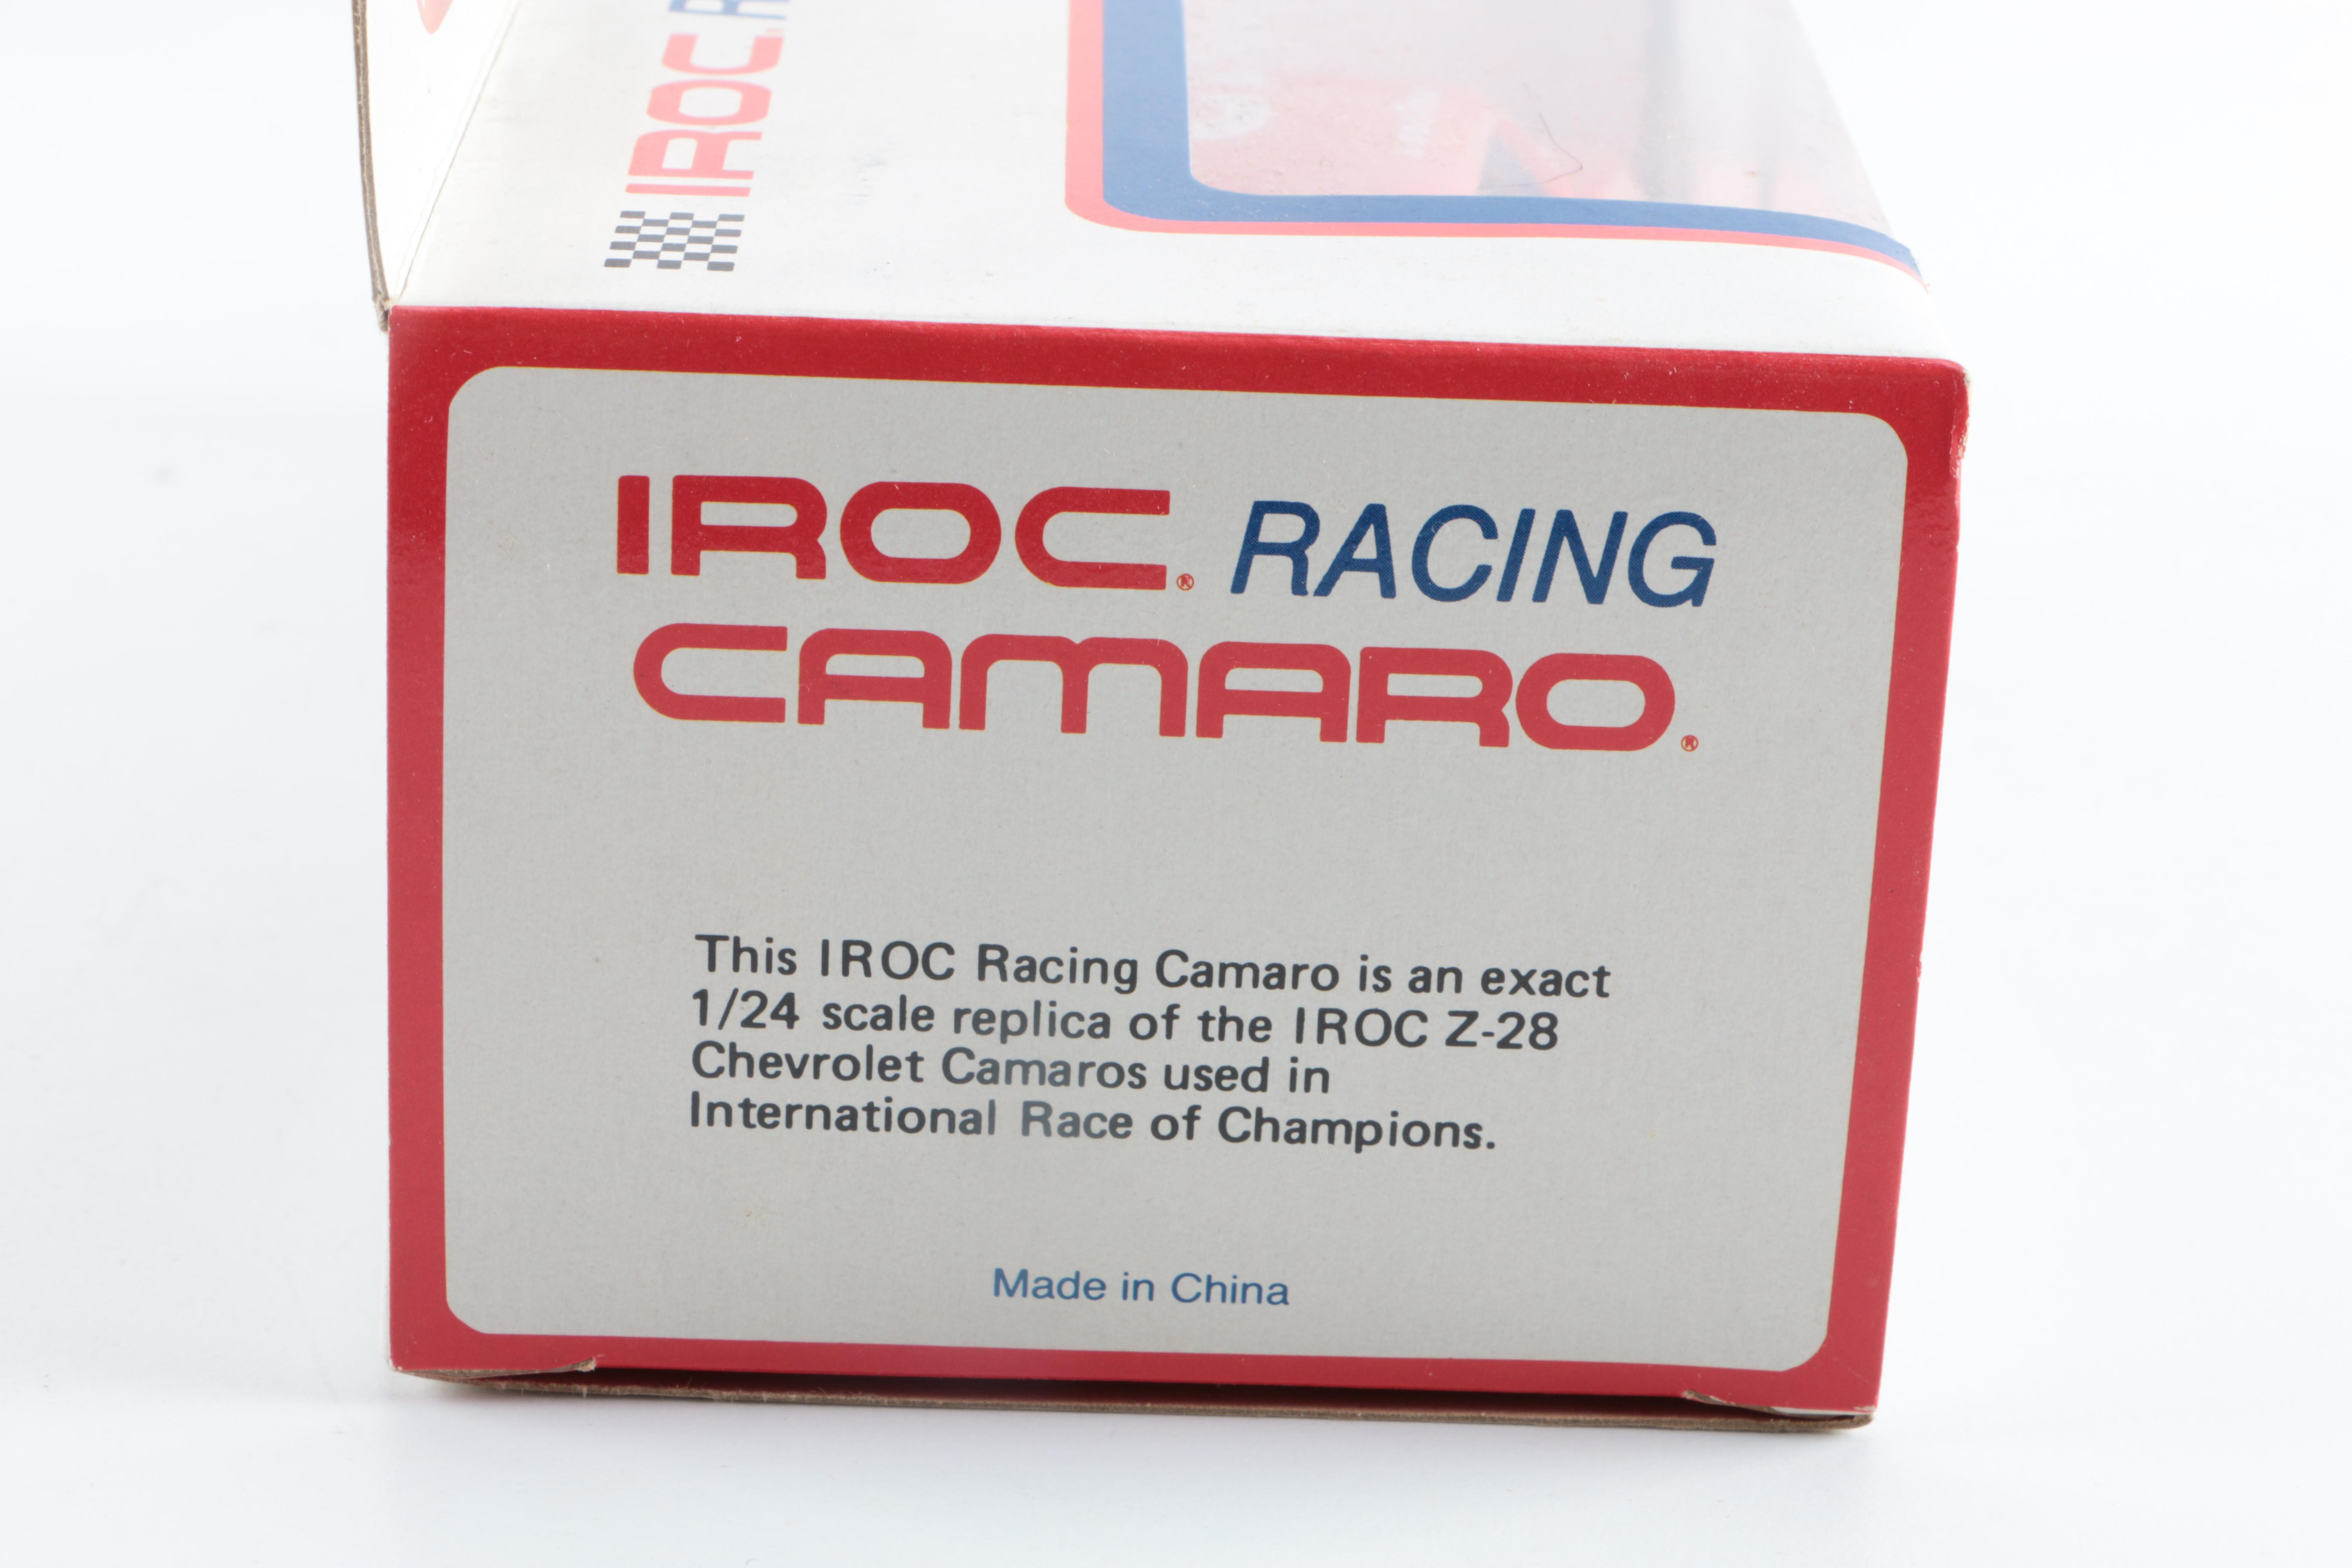 IROC® R
IROC® RACING
CAMARO®
This IROC Racing Camaro is an exact
1/24 scale replica of the IROC Z-28
Chevrolet Camaros used in
International Race of Champions.
Made in China